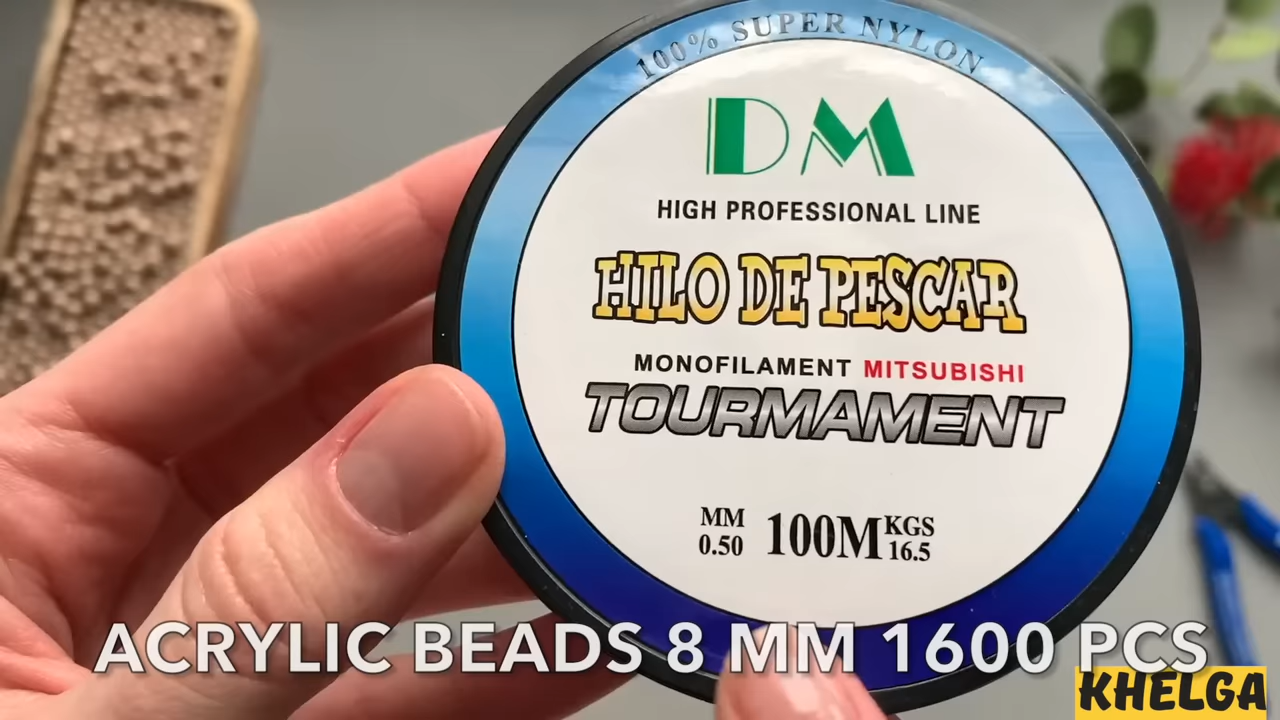 100% SUPER NYLON
DM
HIGH PROFESSIONAL LINE
HILO DE PESCAR
MONOFILAMENT MITSUBISHI
TOURMAMENT
MM 100M KGS
0.50 16.5
ACRYLIC BEADS 8 MM 1600 PCS
KHELGA